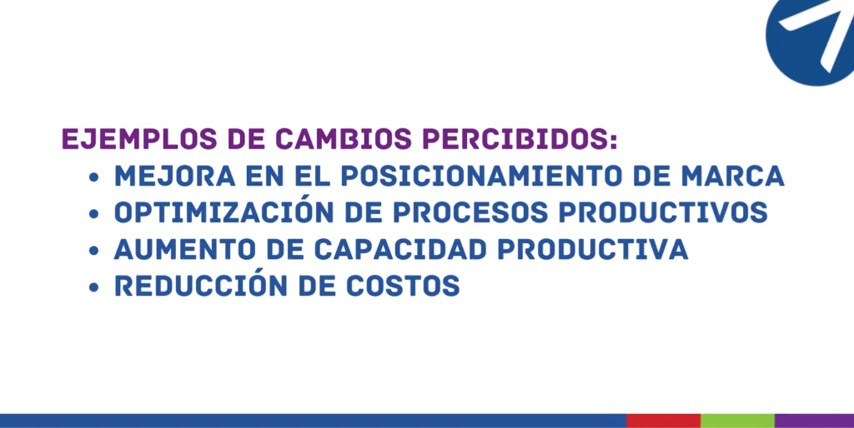 EJEMPLOS DE CAMBIOS PERCIBIDOS:
• MEJORA EN EL POSICIONAMIENTO DE MARCA
• OPTIMIZACIÓN DE PROCESOS PRODUCTIVOS
• AUMENTO DE CAPACIDAD PRODUCTIVA
• REDUCCIÓN DE COSTOS